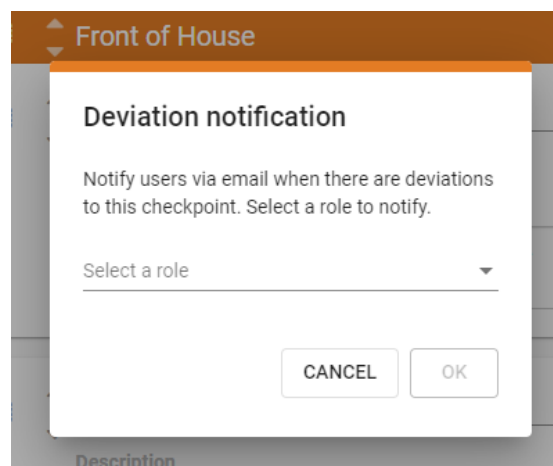 Front of House
Deviation notification
Notify users via email when there are deviations
to this checkpoint. Select a role to notify.
Select a role
CANCEL
OK
Description